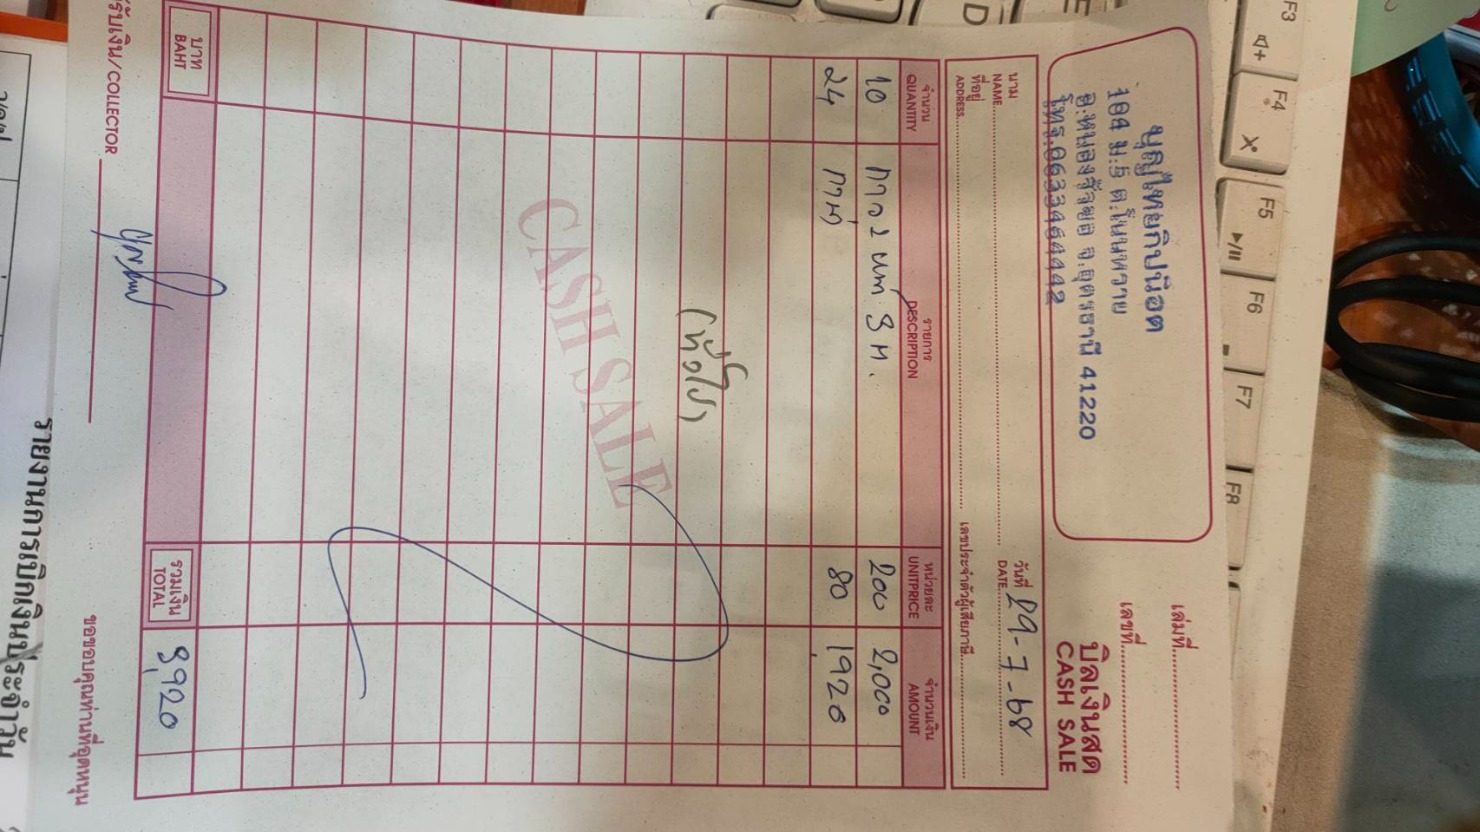 บุญไทยกิปน๊อต
104 ม.5 ต.โนนหวาย
อ.หนองวัวซอ จ.อุดรธานี 41220
โทร.0633464442
เล่มที่
เลขที่
บิลเงินสด
CASH SALE
วันที่ 29-7-68
DATE
นาม
NAME
ที่อยู่
ADDRESS
เลขประจำตัวผู้เสียภาษี
จำนวน รายการ หน่วยละ จำนวนเงิน
QUANTITY DESCRIPTION UNITPRICE AMOUNT
10 200 2,000
24 80 1,920
CASH SALE
บาท
BAHT
รวมเงิน
TOTAL
3,920
รับเงิน/COLLECTOR
ขอขอบคุณท่านที่อุดหนุน
รายงานการเบิกเงินประจำวัน
F3
F4
F5
F6
F7
F8
X
D
E